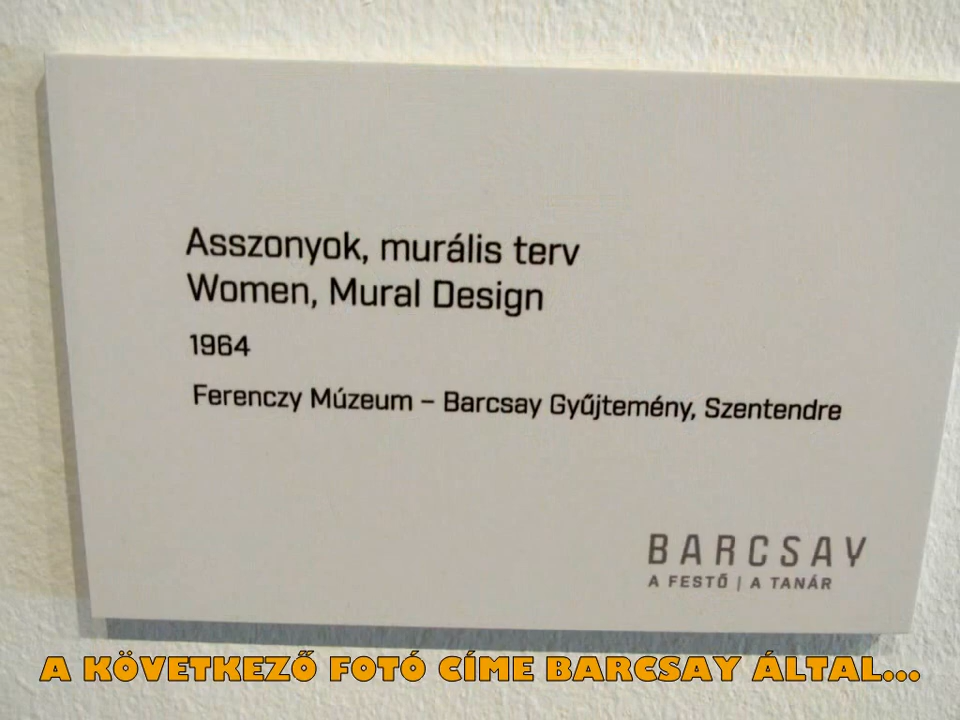 Asszonyok, murális terv
Women, Mural Design
1964
Ferenczy Múzeum – Barcsay Gyűjtemény, Szentendre
BARCSAY
A FESTŐ | A TANÁR
A KÖVETKEZŐ FOTÓ CÍME BARCSAY ÁLTAL...